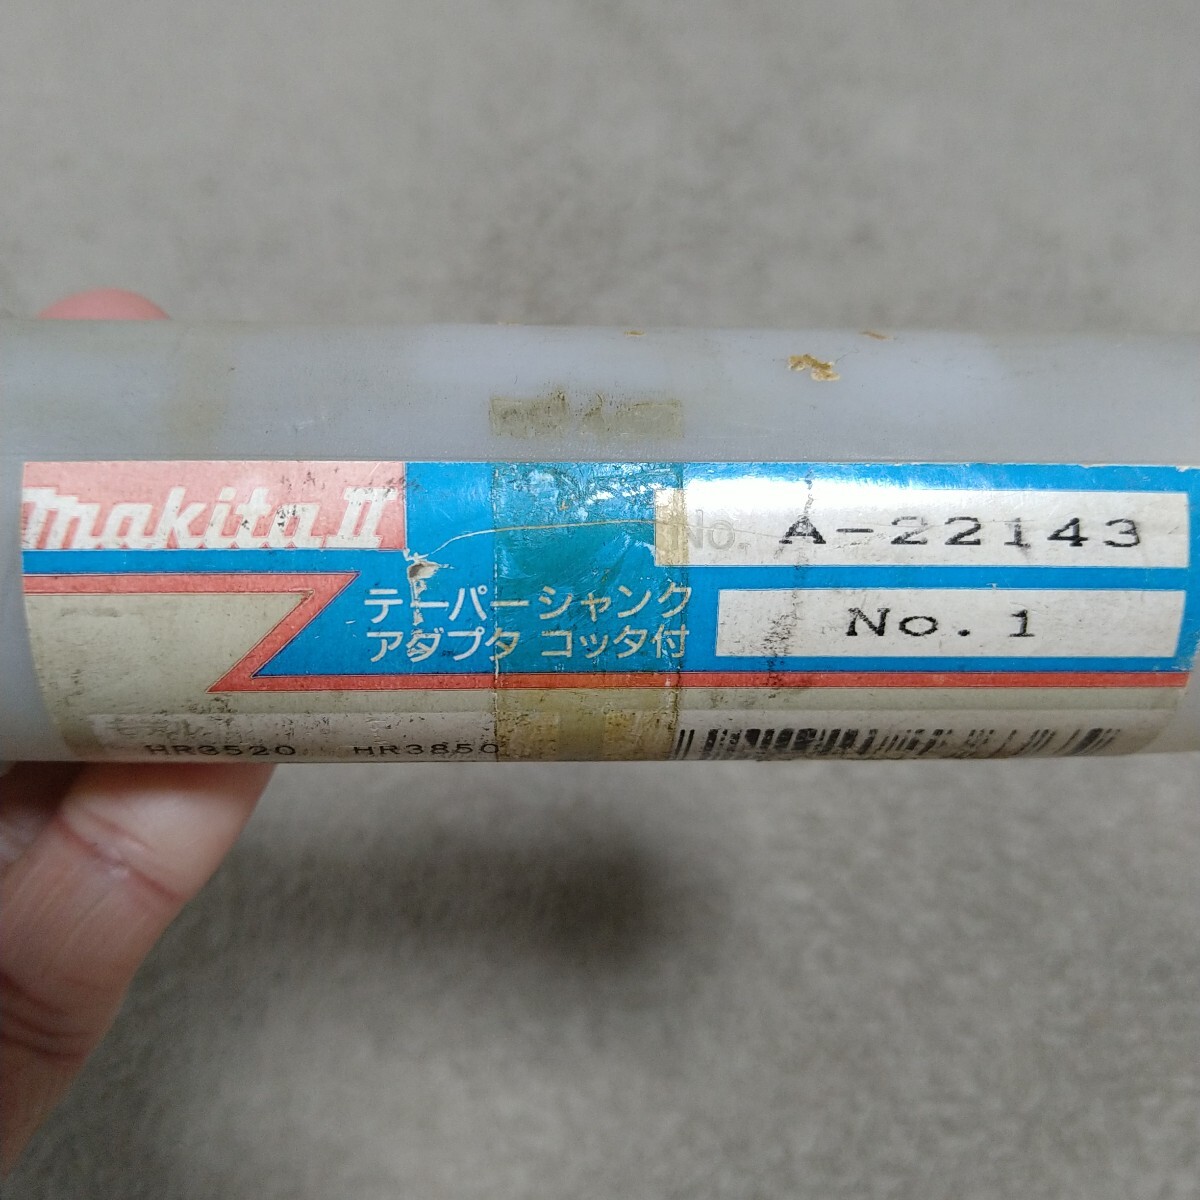 makita II
No. A-22143
テーパーシャンク
アダプタ コッタ付
No. 1
HR3520 HR3850